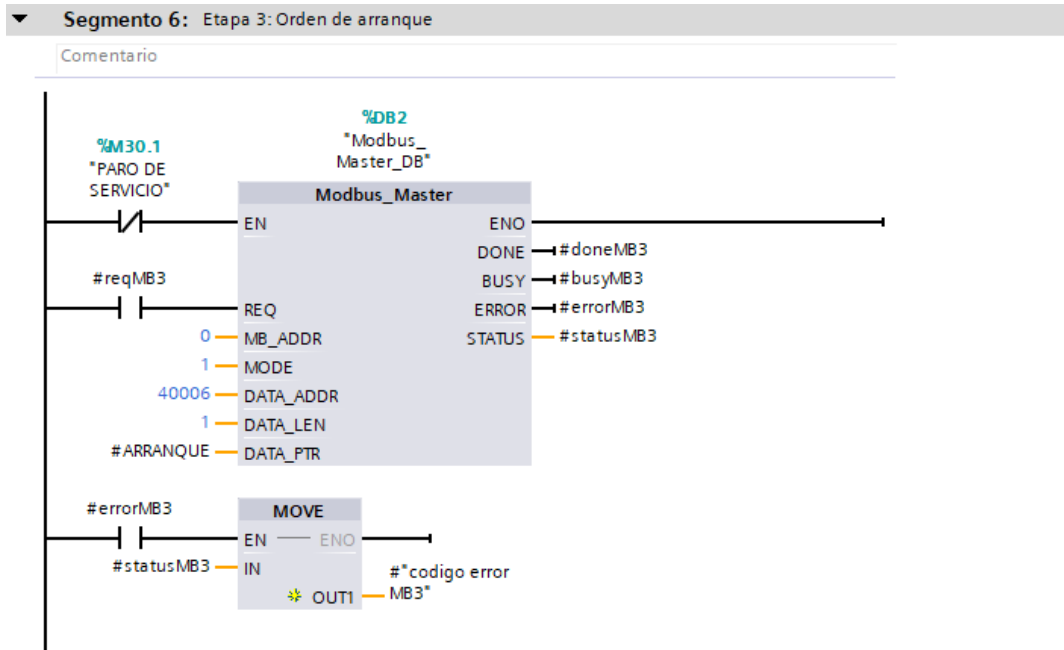 Segmento 6: Etapa 3: Orden de arranque
Comentario
%DB2
"Modbus_
Master_DB"
%M30.1
"PARO DE
SERVICIO"
Modbus_Master
EN
ENO
DONE
#doneMB3
BUSY
#busyMB3
#reqMB3
REQ
ERROR
#errorMB3
0
MB_ADDR
STATUS
#statusMB3
1
MODE
40006
DATA_ADDR
1
DATA_LEN
#ARRANQUE
DATA_PTR
#errorMB3
MOVE
EN
ENO
#statusMB3
IN
OUT1
#"codigo error
MB3"